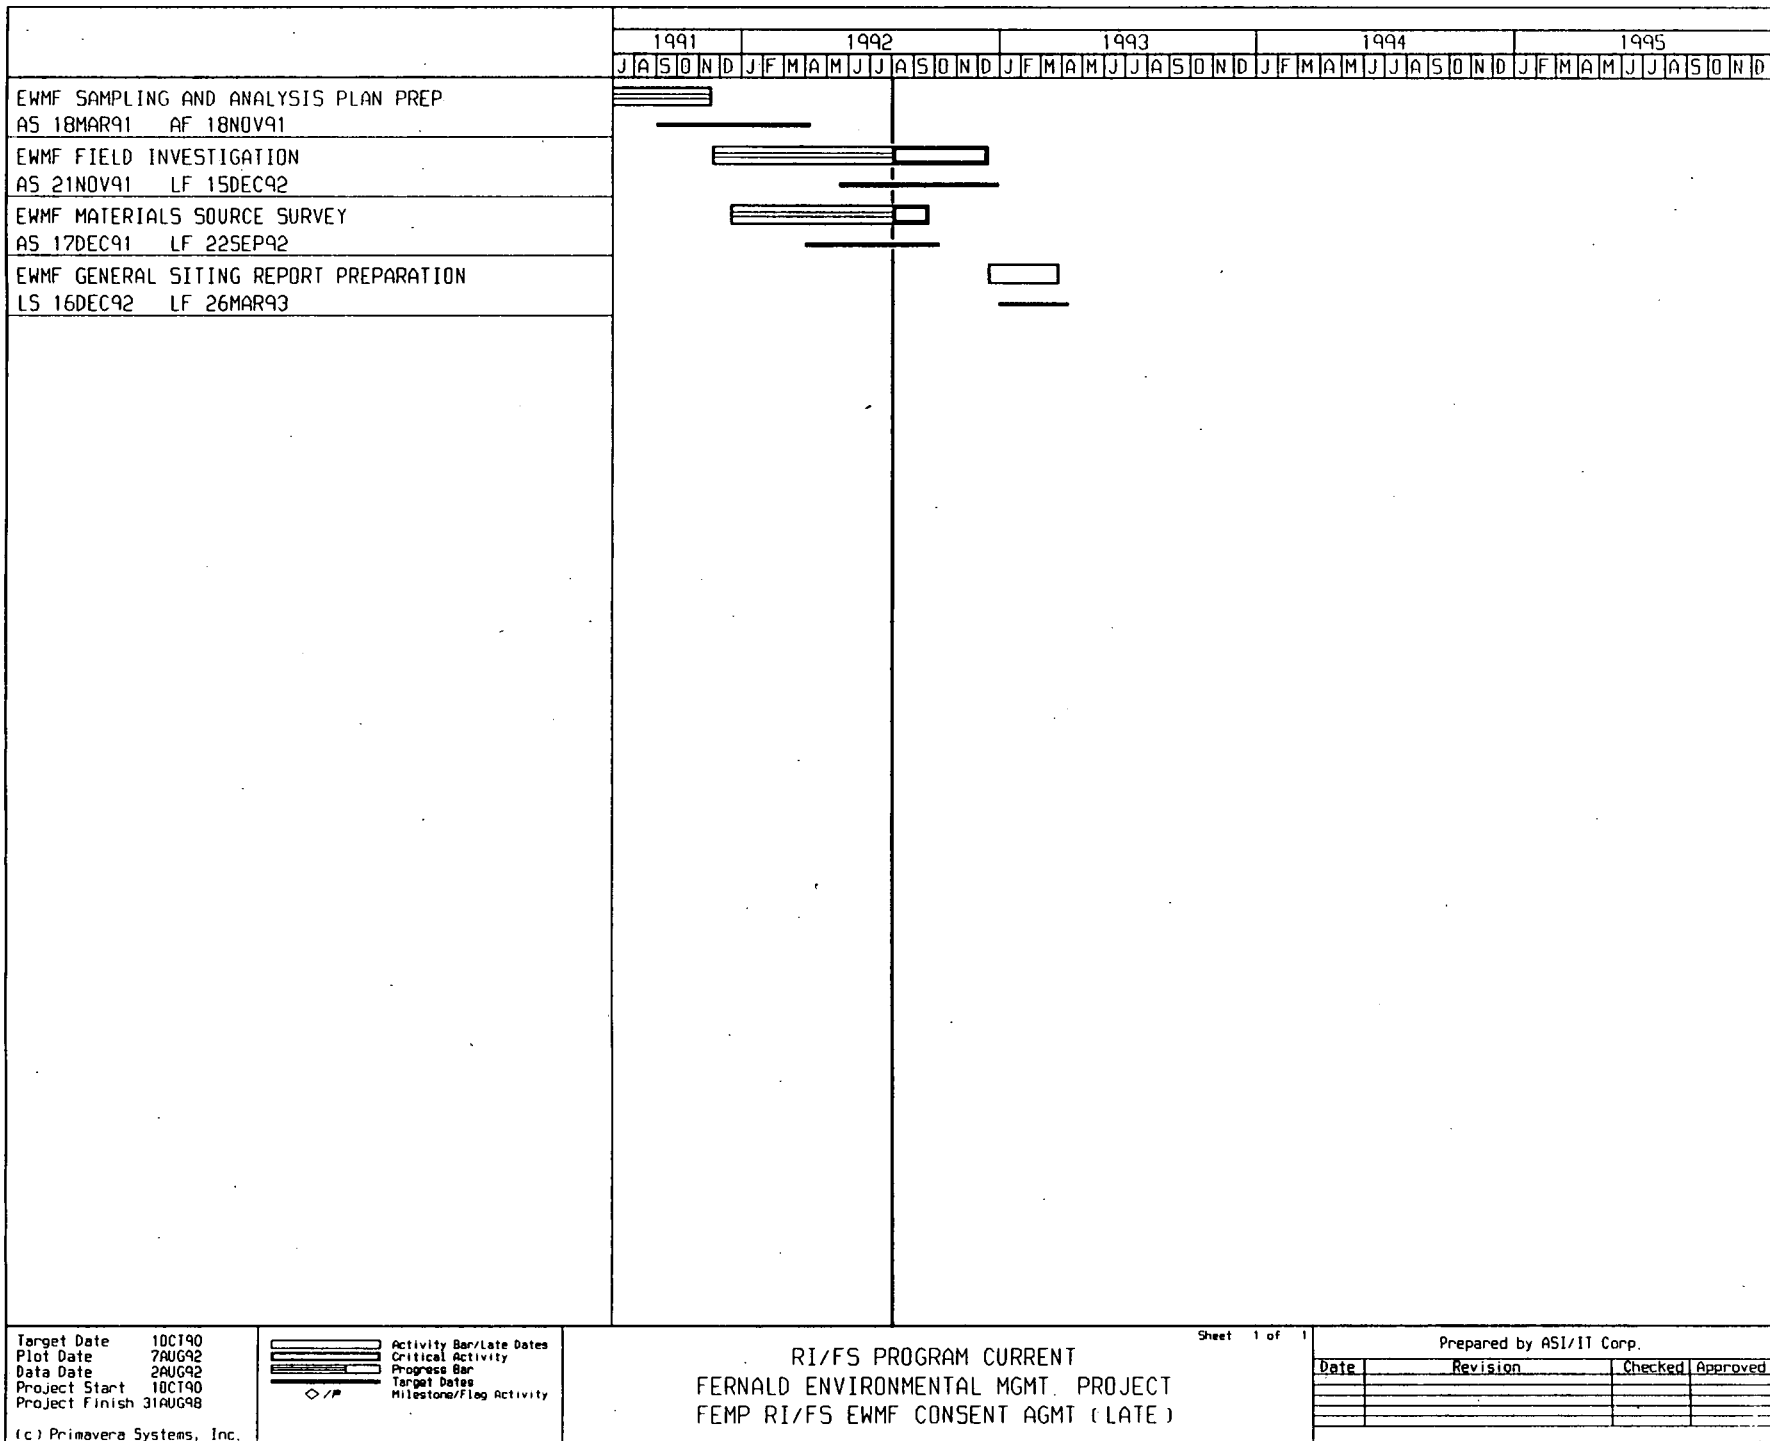 1991 1992 1993 1994 1995
J A S O N D J F M A M J J A S O N D J F M A M J J A S O N D J F M A M J J A S O N D J F M A M J J A S O N D
EWMF SAMPLING AND ANALYSIS PLAN PREP
AS 18MAR91 AF 18NOV91
EWMF FIELD INVESTIGATION
AS 21NOV91 LF 15DEC92
EWMF MATERIALS SOURCE SURVEY
AS 17DEC91 LF 22SEP92
EWMF GENERAL SITING REPORT PREPARATION
LS 16DEC92 LF 26MAR93
Target Date 1OCT90
Plot Date 7AUG92
Data Date 2AUG92
Project Start 1OCT90
Project Finish 31AUG98
(c) Primavera Systems, Inc.
Activity Bar/Late Dates
Critical Activity
Progress Bar
Target Dates
Milestone/Flag Activity
RI/FS PROGRAM CURRENT
FERNALD ENVIRONMENTAL MGMT. PROJECT
FEMP RI/FS EWMF CONSENT AGMT (LATE)
Sheet 1 of 1
Prepared by ASI/IT Corp.
Date Revision Checked Approved